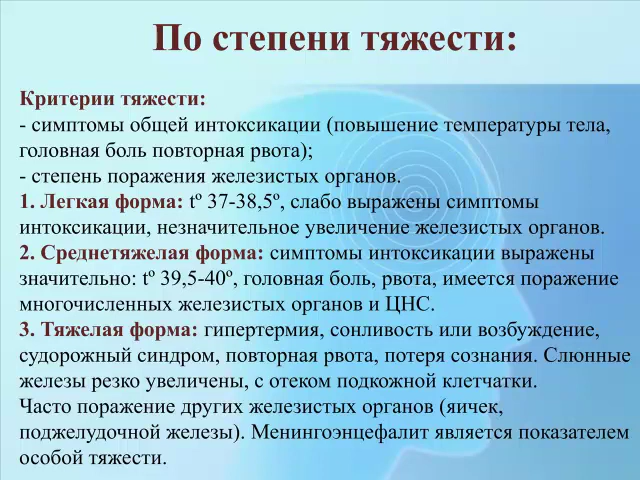 По степени тяжести:
Критерии тяжести:
- симптомы общей интоксикации (повышение температуры тела,
головная боль повторная рвота);
- степень поражения железистых органов.
1. Легкая форма: tº 37-38,5º, слабо выражены симптомы
интоксикации, незначительное увеличение железистых органов.
2. Среднетяжелая форма: симптомы интоксикации выражены
значительно: tº 39,5-40º, головная боль, рвота, имеется поражение
многочисленных железистых органов и ЦНС.
3. Тяжелая форма: гипертермия, сонливость или возбуждение,
судорожный синдром, повторная рвота, потеря сознания. Слюнные
железы резко увеличены, с отеком подкожной клетчатки.
Часто поражение других железистых органов (яичек,
поджелудочной железы). Менингоэнцефалит является показателем
особой тяжести.